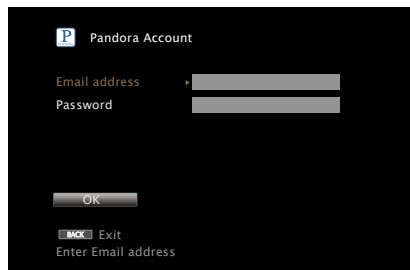 P Pandora Account
Email address
Password
OK
BACK Exit
Enter Email address